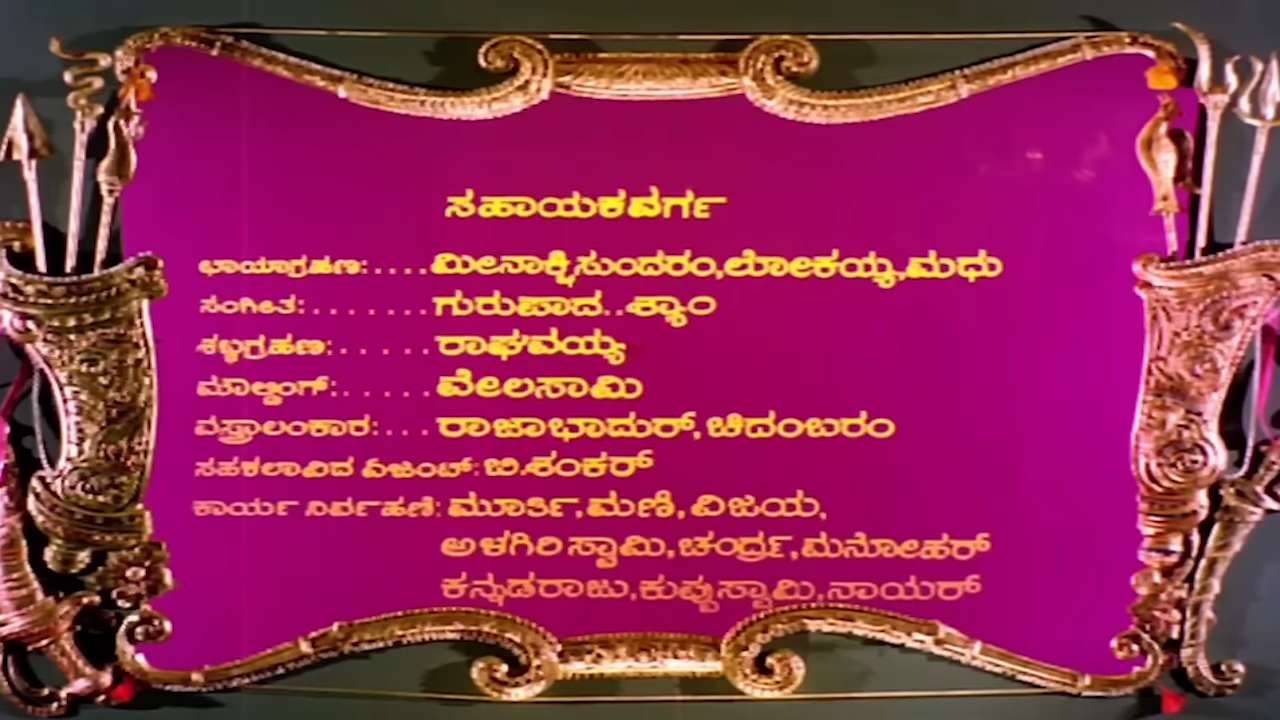 ಸಹಾಯಕವರ್ಗ
ಛಾಯಾಗ್ರಹಣ:....ಮೀನಾಕ್ಷಿಸುಂದರಂ,ಲೋಕಯ್ಯ,ಮಧು
ಸಂಗೀತ:.......ಗುರುಪಾದ..ಶ್ಯಾಂ
ಶಬ್ದಗ್ರಹಣ:.....ರಾಘವಯ್ಯ
ಮೌಲ್ಡಿಂಗ್:.....ವೇಲಸಾಮಿ
ವಸ್ತ್ರಾಲಂಕಾರ:...ರಾಜಾಭಾದುರ್,ಚಿದಂಬರಂ
ಸಹಕಲಾವಿದ ಏಜಂಟ್:ಬಿ.ಶಂಕರ್
ಕಾರ್ಯ ನಿರ್ವಹಣೆ:ಮೂರ್ತಿ,ಮಣಿ,ವಿಜಯ,
ಅಳಗಿರಿಸ್ವಾಮಿ,ಚಂರ್ದ್ರ,ಮನೋಹರ್
ಕನ್ನಡರಾಜು,ಕುಪ್ಪುಸ್ವಾಮಿ,ನಾಯರ್